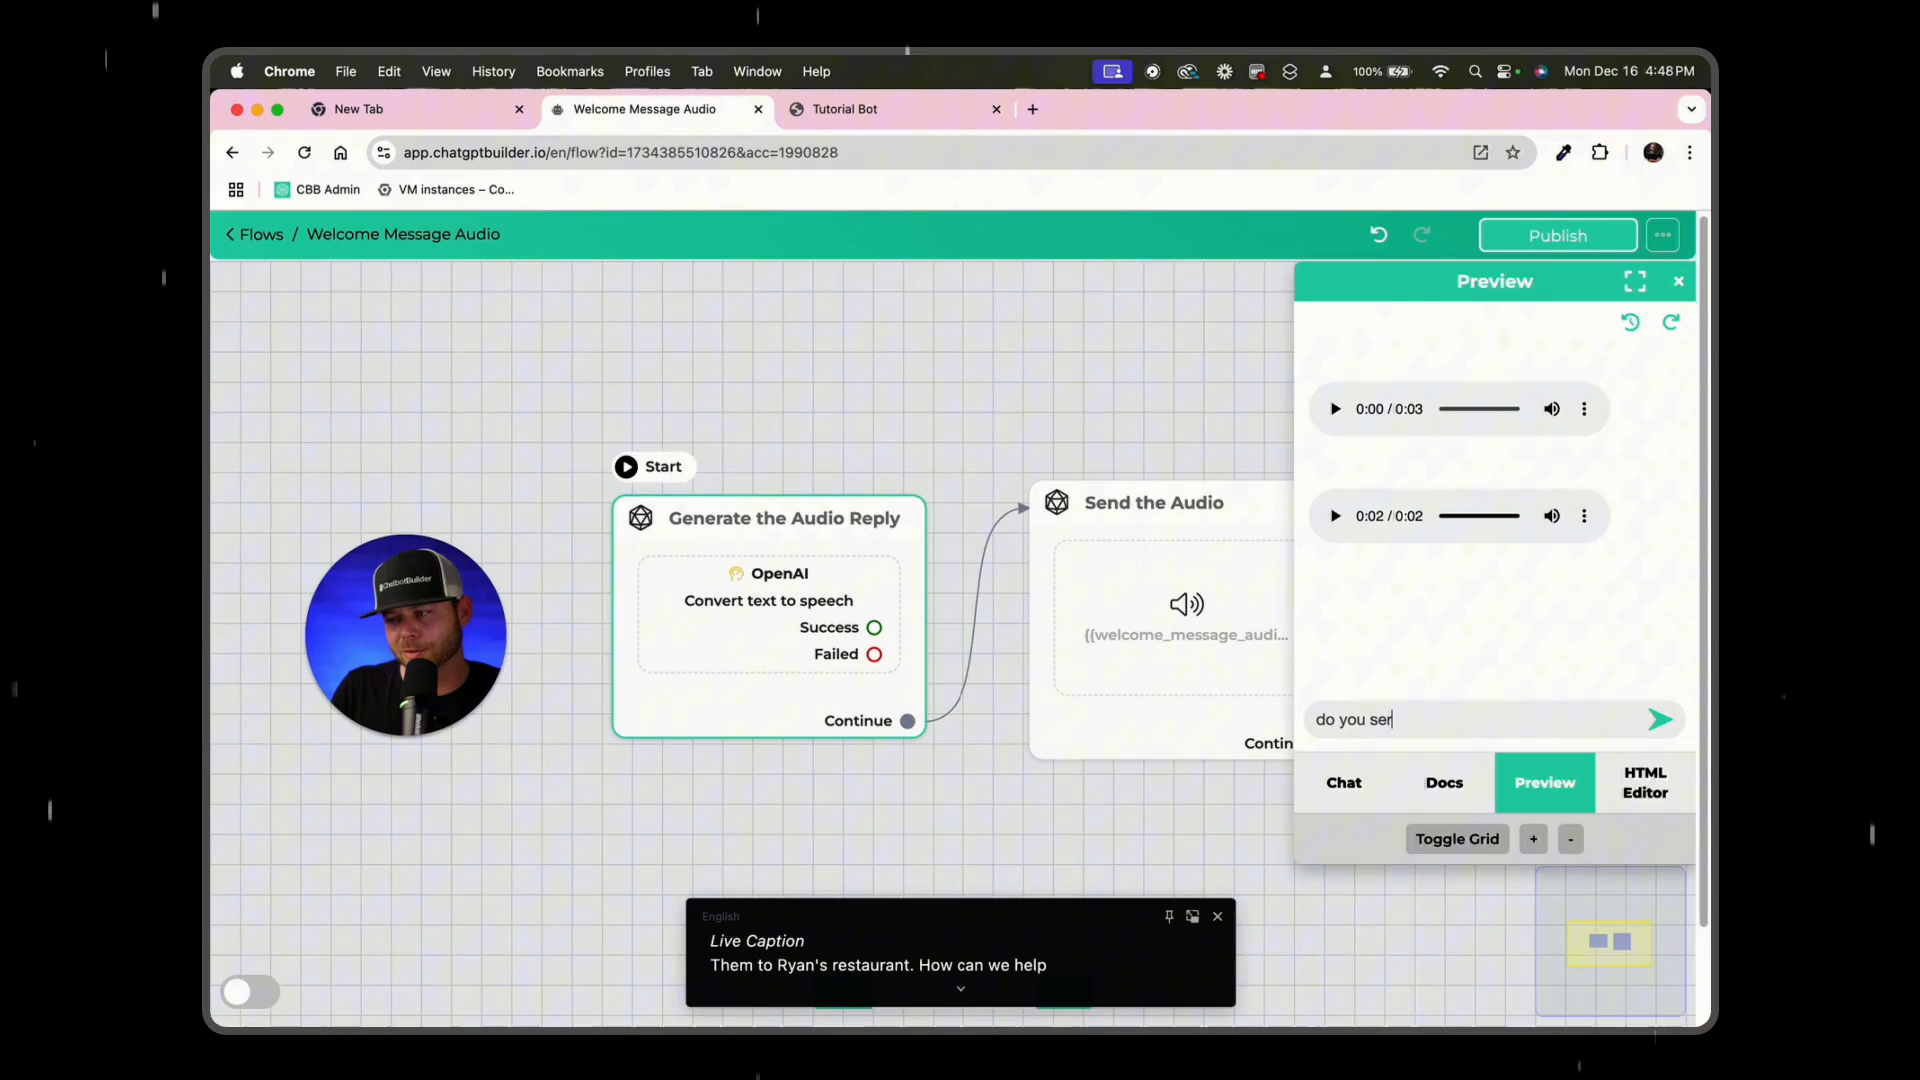 Chrome File Edit View History Bookmarks Profiles Tab Window Help 100% Mon Dec 16 4:48 PM
New Tab Welcome Message Audio Tutorial Bot
app.chatgptbuilder.io/en/flow?id=1734385510826&acc=1990828
CBB Admin VM instances – Co...
Flows / Welcome Message Audio Publish
Preview
0:00 / 0:03
Start
Generate the Audio Reply
Send the Audio
0:02 / 0:02
OpenAI
Convert text to speech
Success
Failed
{{welcome_message_audi...
Continue
Contin
do you ser
Chat Docs Preview HTML Editor
Toggle Grid + -
#ChatbotBuilder
English
Live Caption
Them to Ryan's restaurant. How can we help